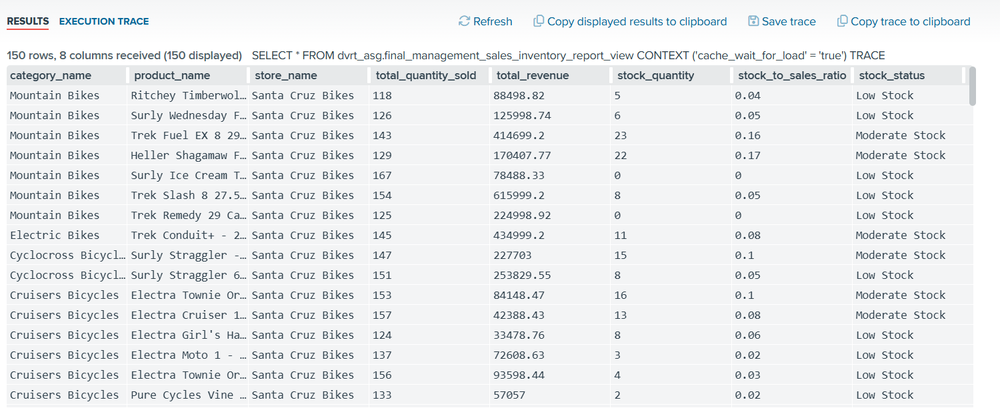 RESULTS EXECUTION TRACE Refresh Copy displayed results to clipboard Save trace Copy trace to clipboard
150 rows, 8 columns received (150 displayed) SELECT * FROM dvrt_asg.final_management_sales_inventory_report_view CONTEXT ('cache_wait_for_load' = 'true') TRACE
category_name product_name store_name total_quantity_sold total_revenue stock_quantity stock_to_sales_ratio stock_status
Mountain Bikes Ritchey Timberwol… Santa Cruz Bikes 118 88498.82 5 0.04 Low Stock
Mountain Bikes Surly Wednesday F… Santa Cruz Bikes 126 125998.74 6 0.05 Low Stock
Mountain Bikes Trek Fuel EX 8 29… Santa Cruz Bikes 143 414699.2 23 0.16 Moderate Stock
Mountain Bikes Heller Shagamaw F… Santa Cruz Bikes 129 170407.77 22 0.17 Moderate Stock
Mountain Bikes Surly Ice Cream T… Santa Cruz Bikes 167 78488.33 0 0 Low Stock
Mountain Bikes Trek Slash 8 27.5… Santa Cruz Bikes 154 615999.2 8 0.05 Low Stock
Mountain Bikes Trek Remedy 29 Ca… Santa Cruz Bikes 125 224998.92 0 0 Low Stock
Electric Bikes Trek Conduit+ - 2… Santa Cruz Bikes 145 434999.2 11 0.08 Moderate Stock
Cyclocross Bicycl… Surly Straggler -… Santa Cruz Bikes 147 227703 15 0.1 Moderate Stock
Cyclocross Bicycl… Surly Straggler 6… Santa Cruz Bikes 151 253829.55 8 0.05 Low Stock
Cruisers Bicycles Electra Townie Or… Santa Cruz Bikes 153 84148.47 16 0.1 Moderate Stock
Cruisers Bicycles Electra Cruiser 1… Santa Cruz Bikes 157 42388.43 13 0.08 Moderate Stock
Cruisers Bicycles Electra Girl's Ha… Santa Cruz Bikes 124 33478.76 8 0.06 Low Stock
Cruisers Bicycles Electra Moto 1 - … Santa Cruz Bikes 137 72608.63 3 0.02 Low Stock
Cruisers Bicycles Electra Townie Or… Santa Cruz Bikes 156 93598.44 4 0.03 Low Stock
Cruisers Bicycles Pure Cycles Vine … Santa Cruz Bikes 133 57057 2 0.02 Low Stock